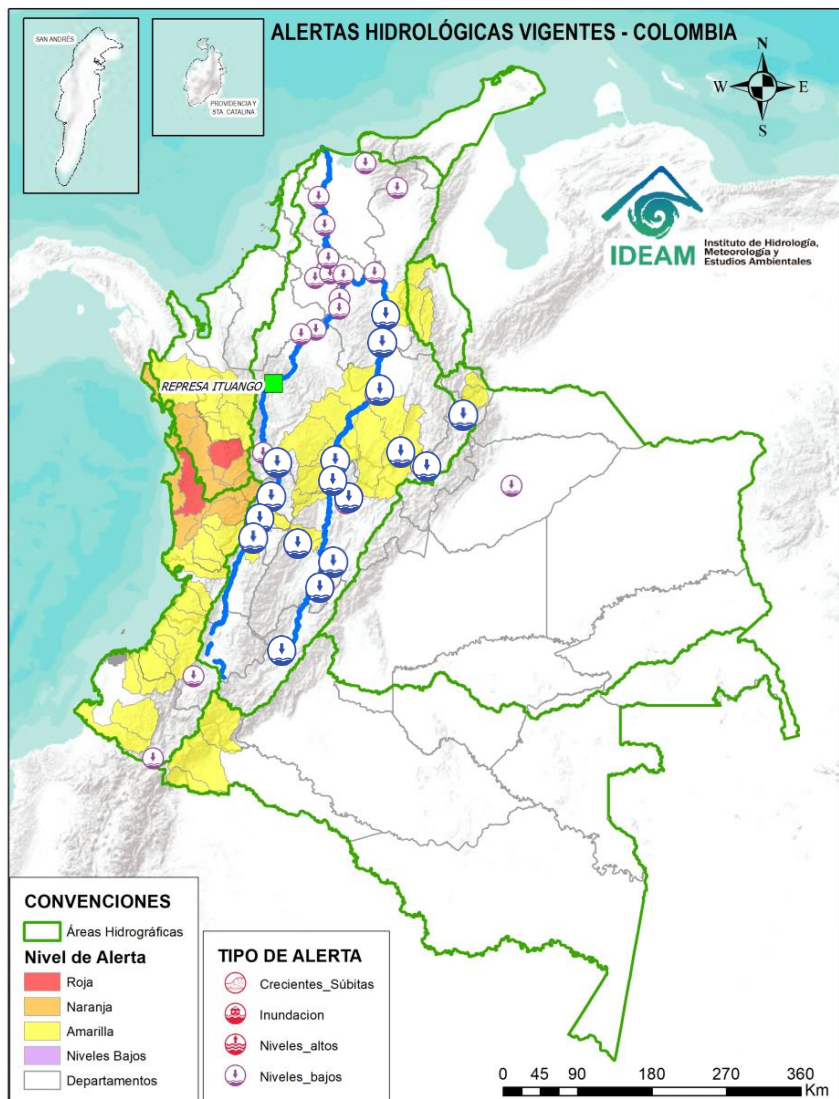 ALERTAS HIDROLÓGICAS VIGENTES - COLOMBIA
SAN ANDRÉS
PROVIDENCIA Y
STA. CATALINA
N
W
E
S
IDEAM
Instituto de Hidrología,
Meteorología y
Estudios Ambientales
REPRESA ITUANGO
CONVENCIONES
Áreas Hidrográficas
Nivel de Alerta
Roja
Naranja
Amarilla
Niveles Bajos
Departamentos
TIPO DE ALERTA
Crecientes_Súbitas
Inundacion
Niveles_altos
Niveles_bajos
0 45 90 180 270 360
Km